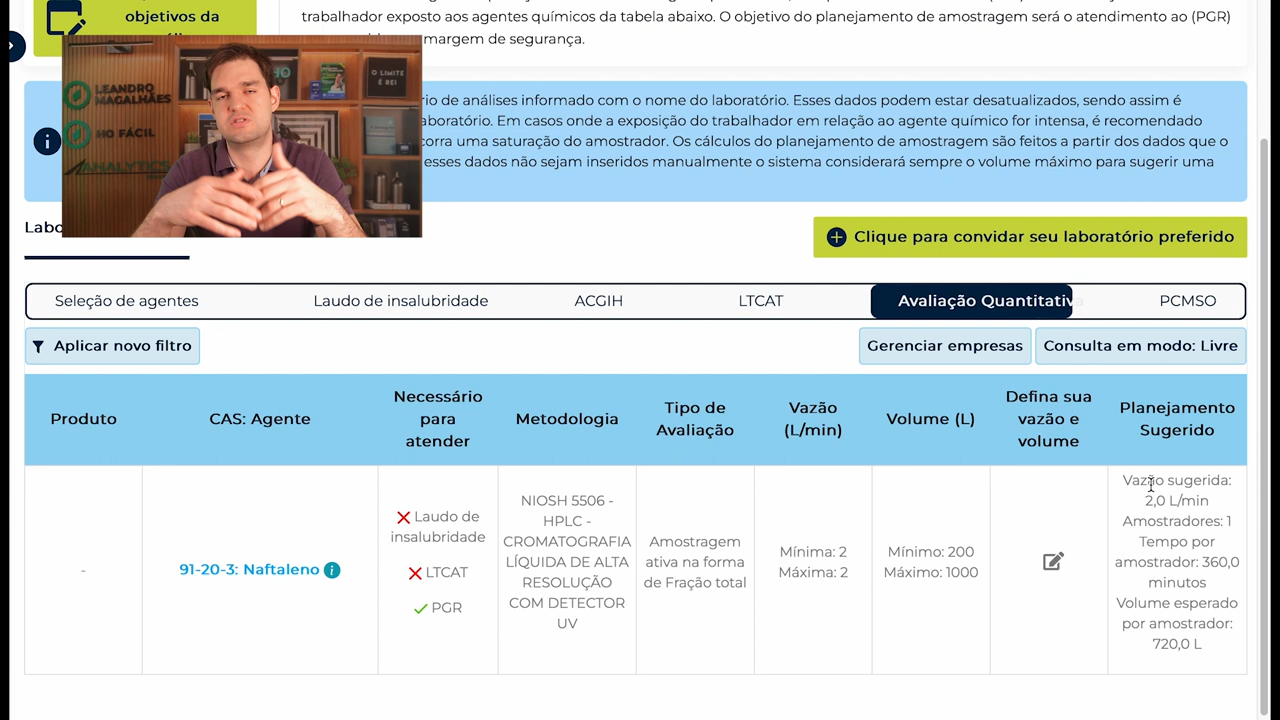 objetivos da
trabalhador exposto aos agentes químicos da tabela abaixo. O objetivo do planejamento de amostragem será o atendimento ao (PGR)
margem de segurança.
LEANDRO
MAGALHÃES
HO FÁCIL
ANALYTICS
O LIMITE
É REI
de análises informado com o nome do laboratório. Esses dados podem estar desatualizados, sendo assim é
Em casos onde a exposição do trabalhador em relação ao agente químico for intensa, é recomendado
uma saturação do amostrador. Os cálculos do planejamento de amostragem são feitos a partir dos dados que o
esses dados não sejam inseridos manualmente o sistema considerará sempre o volume máximo para sugerir uma
Clique para convidar seu laboratório preferido
Seleção de agentes
Laudo de insalubridade
ACGIH
LTCAT
Avaliação Quantitativa
PCMSO
Aplicar novo filtro
Gerenciar empresas
Consulta em modo: Livre
Produto
CAS: Agente
Necessário
para
atender
Metodologia
Tipo de
Avaliação
Vazão
(L/min)
Volume (L)
Defina sua
vazão e
volume
Planejamento
Sugerido
-
91-20-3: Naftaleno
Laudo de
insalubridade
LTCAT
PGR
NIOSH 5506 -
HPLC -
CROMATOGRAFIA
LÍQUIDA DE ALTA
RESOLUÇÃO
COM DETECTOR
UV
Amostragem
ativa na forma
de Fração total
Mínima: 2
Máxima: 2
Mínimo: 200
Máximo: 1000
Vazão sugerida:
2,0 L/min
Amostradores: 1
Tempo por
amostrador: 360,0
minutos
Volume esperado
por amostrador:
720,0 L